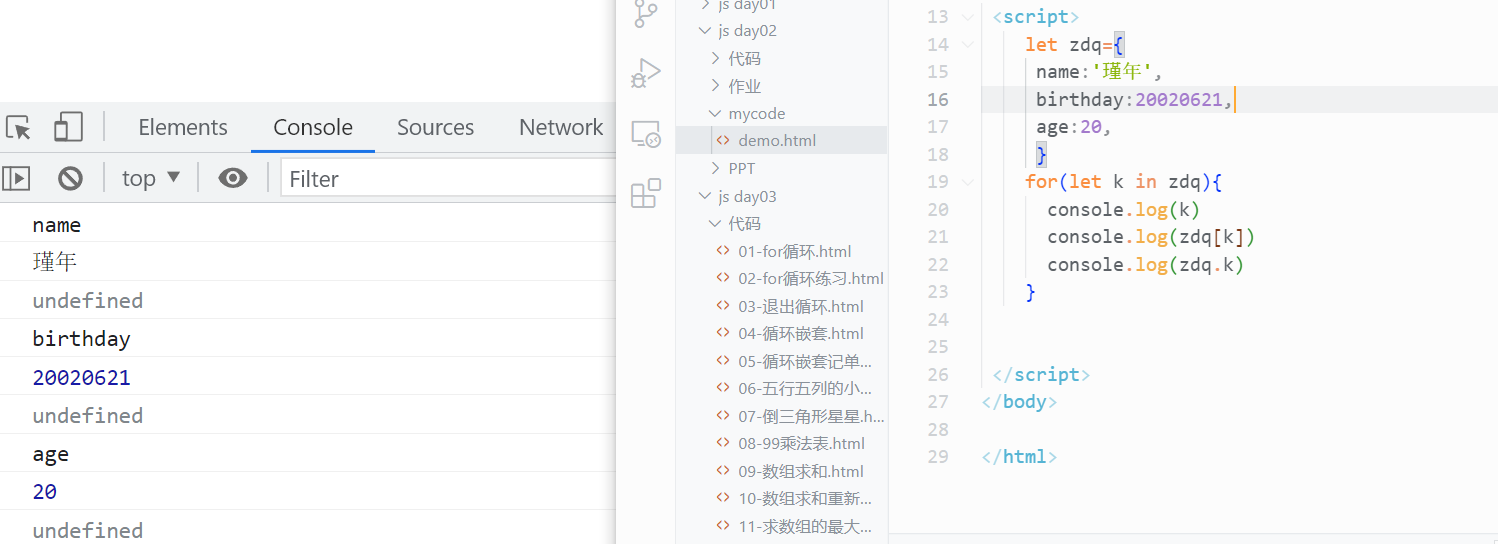 Elements Console Sources Network
top ▼ Filter
name
瑾年
undefined
birthday
20020621
undefined
age
20
undefined
js day01
js day02
代码
作业
mycode
demo.html
PPT
js day03
代码
01-for循环.html
02-for循环练习.html
03-退出循环.html
04-循环嵌套.html
05-循环嵌套记单...
06-五行五列的小...
07-倒三角形星星.h...
08-99乘法表.html
09-数组求和.html
10-数组求和重新...
11-求数组的最大...
13 <script>
14 let zdq={
15 name:'瑾年',
16 birthday:20020621,
17 age:20,
18 }
19 for(let k in zdq){
20 console.log(k)
21 console.log(zdq[k])
22 console.log(zdq.k)
23 }
24
25
26 </script>
27 </body>
28
29 </html>